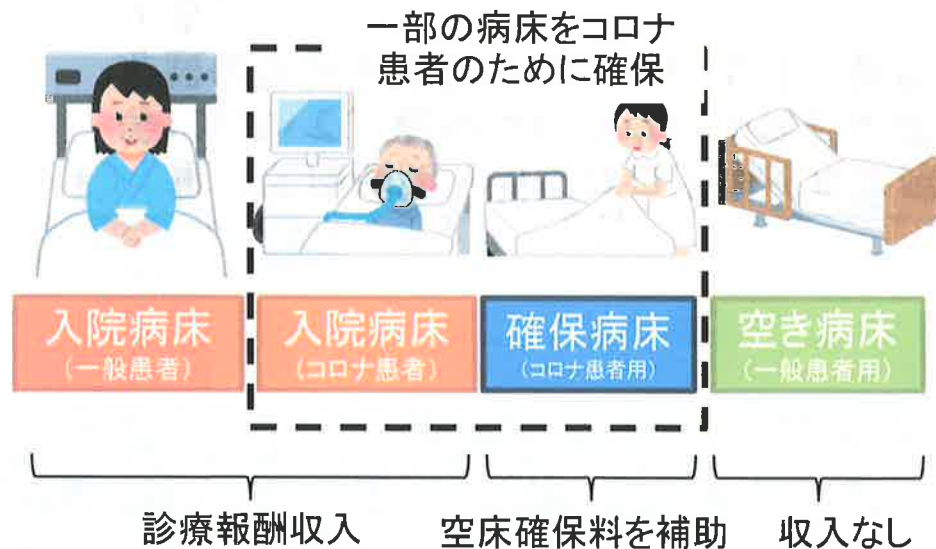 一部の病床をコロナ
患者のために確保
入院病床
(一般患者)
入院病床
(コロナ患者)
確保病床
(コロナ患者用)
空き病床
(一般患者用)
診療報酬収入
空床確保料を補助
収入なし